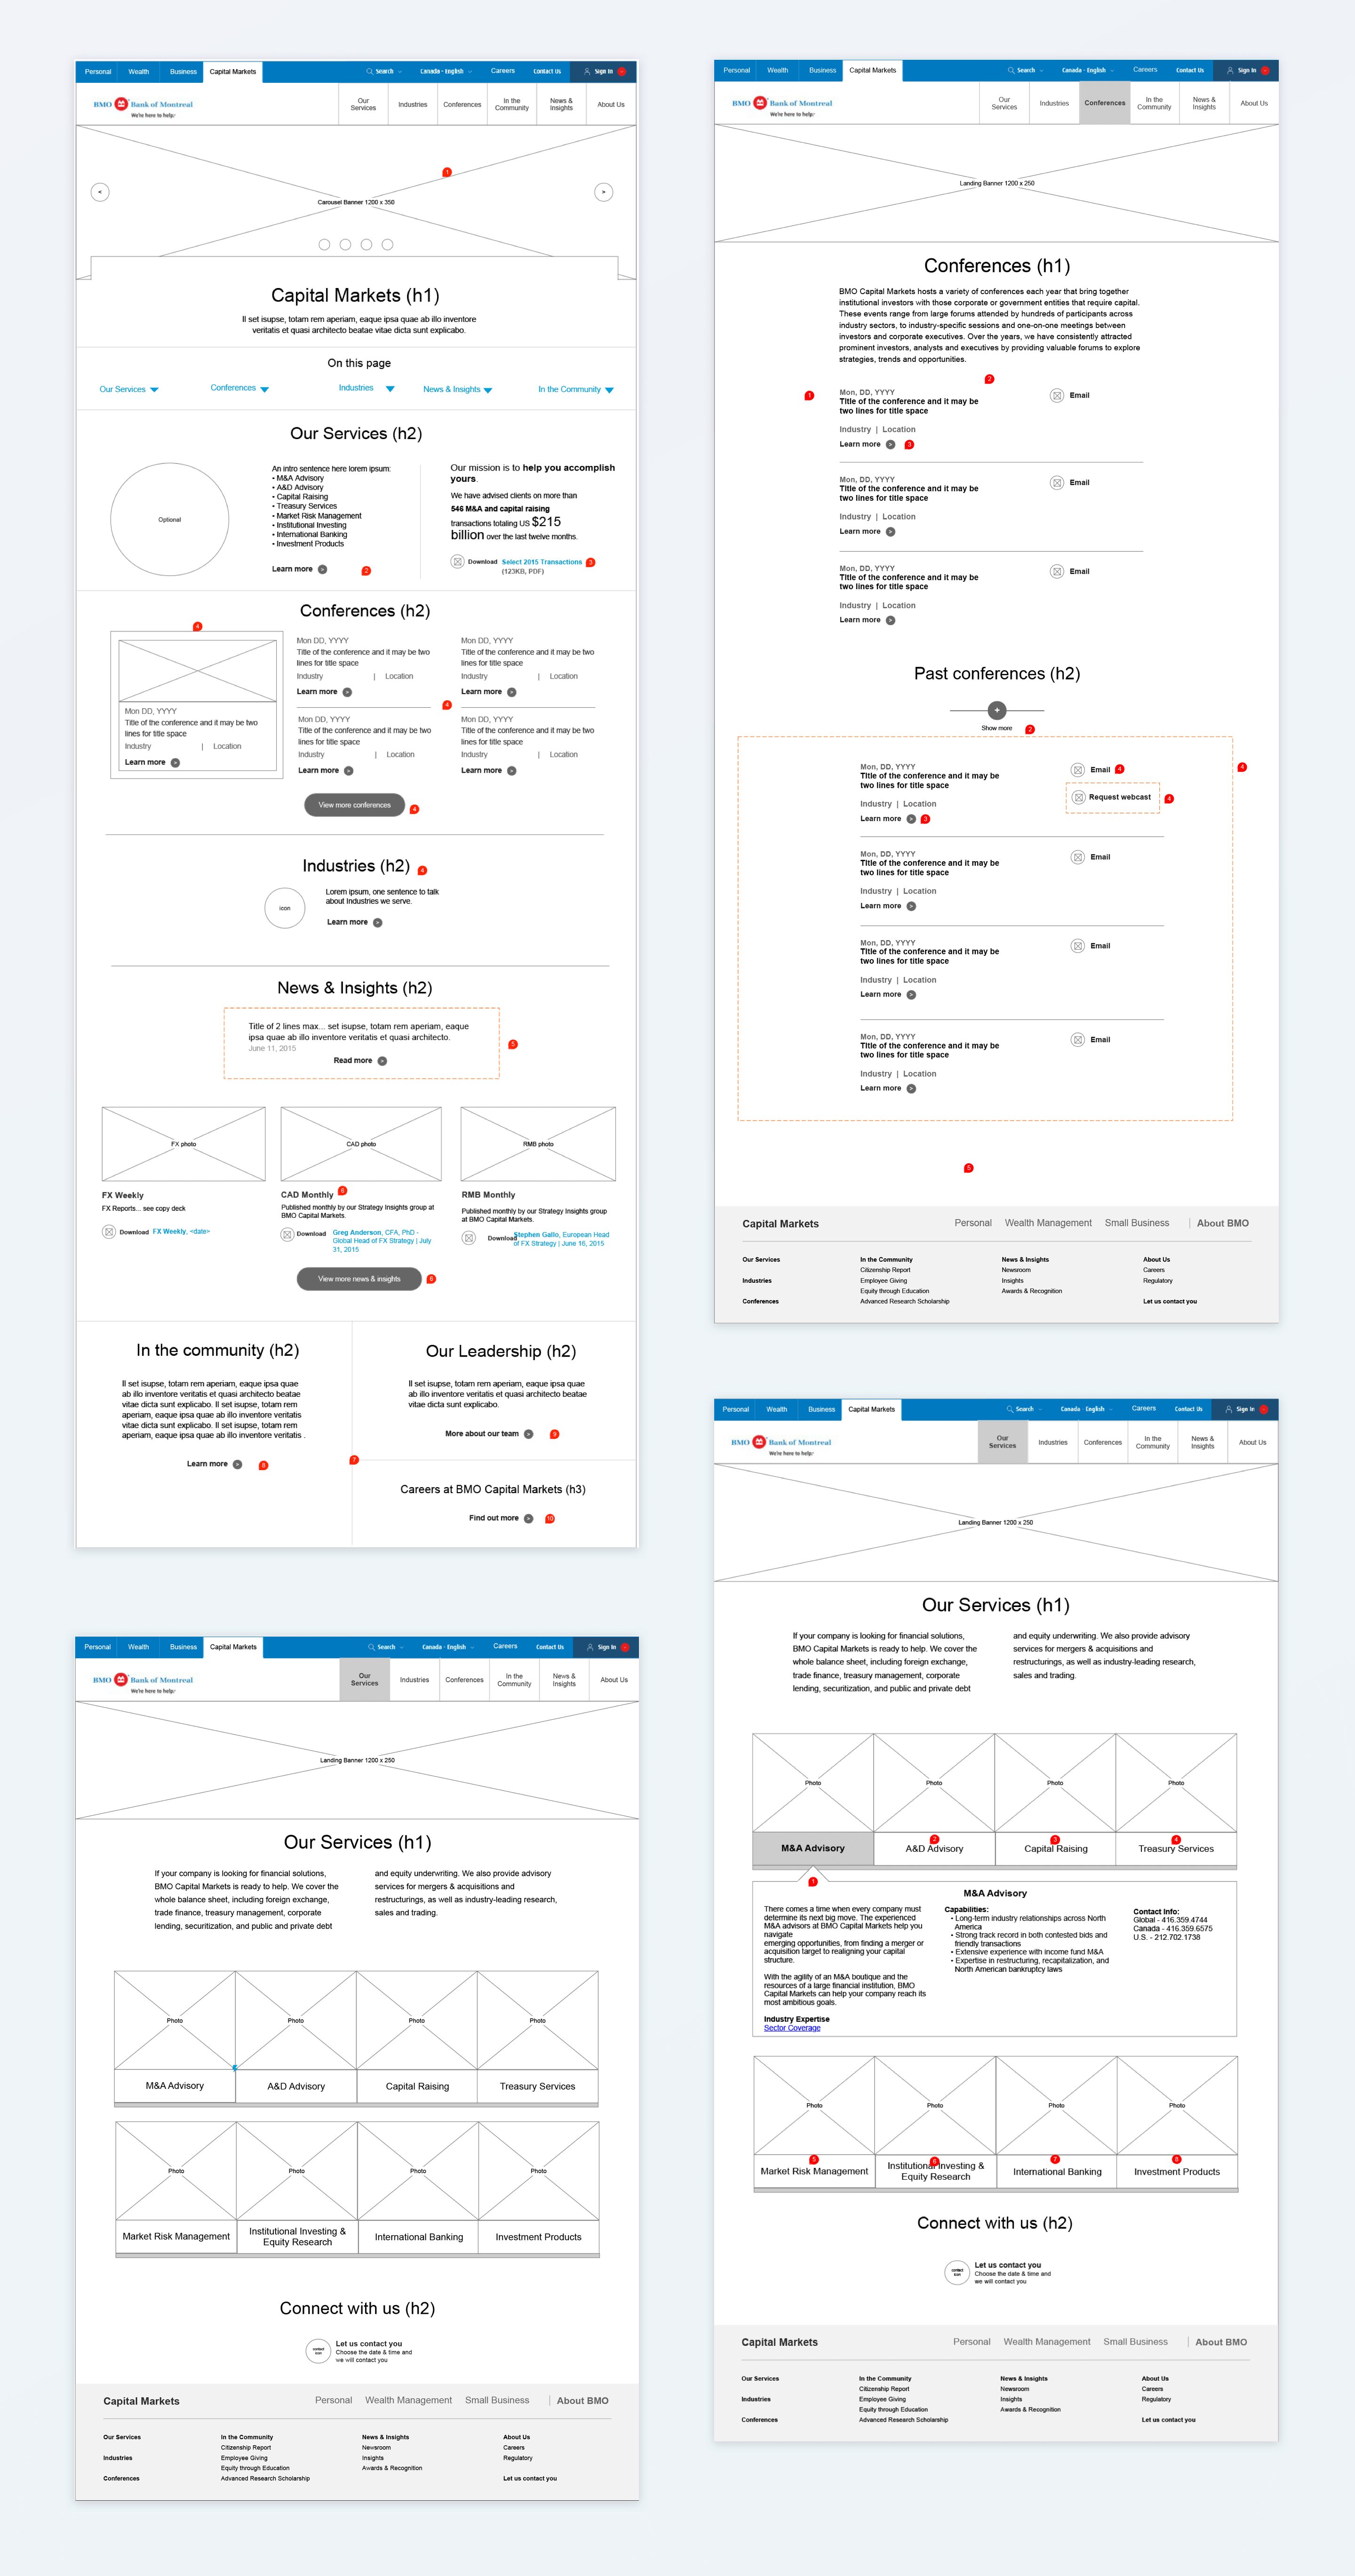 Personal Wealth Business Capital Markets Search Canada - English Careers Contact Us Sign In
BMO Bank of Montreal
We're here to help.
Our Services Industries Conferences In the Community News & Insights About Us
1
< Carousel Banner 1200 x 350 >
Capital Markets (h1)
Il set isupse, totam rem aperiam, eaque ipsa quae ab illo inventore
veritatis et quasi architecto beatae vitae dicta sunt explicabo.
On this page
Our Services Conferences Industries News & Insights In the Community
Our Services (h2)
Optional
An intro sentence here lorem ipsum:
• M&A Advisory
• A&D Advisory
• Capital Raising
• Treasury Services
• Market Risk Management
• Institutional Investing
• International Banking
• Investment Products
Learn more > 2
Our mission is to help you accomplish
yours.
We have advised clients on more than
546 M&A and capital raising
transactions totaling US $215
billion over the last twelve months.
Download Select 2015 Transactions 3
(123KB, PDF)
Conferences (h2)
4
Mon DD, YYYY
Title of the conference and it may be two
lines for title space
Industry | Location
Learn more >
Mon DD, YYYY
Title of the conference and it may be two
lines for title space
Industry | Location
Learn more >
Mon DD, YYYY
Title of the conference and it may be two
lines for title space
Industry | Location
Learn more >
4
Mon DD, YYYY
Title of the conference and it may be two
lines for title space
Industry | Location
Learn more >
Mon DD, YYYY
Title of the conference and it may be two
lines for title space
Industry | Location
Learn more >
View more conferences 4
Industries (h2) 4
icon
Lorem ipsum, one sentence to talk
about Industries we serve.
Learn more >
News & Insights (h2)
Title of 2 lines max... set isupse, totam rem aperiam, eaque
ipsa quae ab illo inventore veritatis et quasi architecto.
June 11, 2015
Read more >
5
FX photo CAD photo RMB photo
FX Weekly
FX Reports... see copy deck
Download FX Weekly, <date>
CAD Monthly 6
Published monthly by our Strategy Insights group at
BMO Capital Markets.
Download Greg Anderson, CFA, PhD -
Global Head of FX Strategy | July
31, 2015
RMB Monthly
Published monthly by our Strategy Insights group
at BMO Capital Markets.
Download Stephen Gallo, European Head
of FX Strategy | June 16, 2015
View more news & insights 6
In the community (h2)
Il set isupse, totam rem aperiam, eaque ipsa quae
ab illo inventore veritatis et quasi architecto beatae
vitae dicta sunt explicabo. Il set isupse, totam rem
aperiam, eaque ipsa quae ab illo inventore veritatis
vitae dicta sunt explicabo. Il set isupse, totam rem
aperiam, eaque ipsa quae ab illo inventore veritatis .
Learn more > 8
7
Our Leadership (h2)
Il set isupse, totam rem aperiam, eaque ipsa quae
ab illo inventore veritatis et quasi architecto beatae
vitae dicta sunt explicabo.
More about our team > 9
Careers at BMO Capital Markets (h3)
Find out more > 10
Personal Wealth Business Capital Markets Search Canada - English Careers Contact Us Sign In
BMO Bank of Montreal
We're here to help.
Our Services Industries Conferences In the Community News & Insights About Us
Landing Banner 1200 x 250
Conferences (h1)
BMO Capital Markets hosts a variety of conferences each year that bring together
institutional investors with those corporate or government entities that require capital.
These events range from large forums attended by hundreds of participants across
industry sectors, to industry-specific sessions and one-on-one meetings between
investors and corporate executives. Over the years, we have consistently attracted
prominent investors, analysts and executives by providing valuable forums to explore
strategies, trends and opportunities.
2
1
Mon, DD, YYYY
Title of the conference and it may be
two lines for title space
Industry | Location
Learn more > 3
Email
Mon, DD, YYYY
Title of the conference and it may be
two lines for title space
Industry | Location
Learn more >
Email
Mon, DD, YYYY
Title of the conference and it may be
two lines for title space
Industry | Location
Learn more >
Email
Past conferences (h2)
+
Show more 2
Mon, DD, YYYY
Title of the conference and it may be
two lines for title space
Industry | Location
Learn more > 3
Email 4
Request webcast 4
4
Mon, DD, YYYY
Title of the conference and it may be
two lines for title space
Industry | Location
Learn more >
Email
Mon, DD, YYYY
Title of the conference and it may be
two lines for title space
Industry | Location
Learn more >
Email
Mon, DD, YYYY
Title of the conference and it may be
two lines for title space
Industry | Location
Learn more >
Email
5
Capital Markets Personal Wealth Management Small Business | About BMO
Our Services In the Community News & Insights About Us
Citizenship Report Newsroom Careers
Industries Employee Giving Insights Regulatory
Equity through Education Awards & Recognition
Conferences Advanced Research Scholarship Let us contact you
Personal Wealth Business Capital Markets Search Canada - English Careers Contact Us Sign In
BMO Bank of Montreal
We're here to help.
Our Services Industries Conferences In the Community News & Insights About Us
Landing Banner 1200 x 250
Our Services (h1)
If your company is looking for financial solutions,
BMO Capital Markets is ready to help. We cover the
whole balance sheet, including foreign exchange,
trade finance, treasury management, corporate
lending, securitization, and public and private debt
and equity underwriting. We also provide advisory
services for mergers & acquisitions and
restructurings, as well as industry-leading research,
sales and trading.
Photo Photo Photo Photo
M&A Advisory A&D Advisory Capital Raising Treasury Services
Photo Photo Photo Photo
Market Risk Management Institutional Investing & Equity Research International Banking Investment Products
Connect with us (h2)
contact
icon
Let us contact you
Choose the date & time and
we will contact you
Capital Markets Personal Wealth Management Small Business | About BMO
Our Services In the Community News & Insights About Us
Citizenship Report Newsroom Careers
Industries Employee Giving Insights Regulatory
Equity through Education Awards & Recognition
Conferences Advanced Research Scholarship Let us contact you
Personal Wealth Business Capital Markets Search Canada - English Careers Contact Us Sign In
BMO Bank of Montreal
We're here to help.
Our Services Industries Conferences In the Community News & Insights About Us
Landing Banner 1200 x 250
Our Services (h1)
If your company is looking for financial solutions,
BMO Capital Markets is ready to help. We cover the
whole balance sheet, including foreign exchange,
trade finance, treasury management, corporate
lending, securitization, and public and private debt
and equity underwriting. We also provide advisory
services for mergers & acquisitions and
restructurings, as well as industry-leading research,
sales and trading.
Photo Photo Photo Photo
2 3 4
M&A Advisory A&D Advisory Capital Raising Treasury Services
1
M&A Advisory
There comes a time when every company must
determine its next big move. The experienced
M&A advisors at BMO Capital Markets help you
navigate
emerging opportunities, from finding a merger or
acquisition target to realigning your capital
structure.
With the agility of an M&A boutique and the
resources of a large financial institution, BMO
Capital Markets can help your company reach its
most ambitious goals.
Industry Expertise
Sector Coverage
Capabilities:
• Long-term industry relationships across North
America
• Strong track record in both contested bids and
friendly transactions
• Extensive experience with income fund M&A
• Expertise in restructuring, recapitalization, and
North American bankruptcy laws
Contact Info:
Global - 416.359.4744
Canada - 416.359.6575
U.S. - 212.702.1738
Photo Photo Photo Photo
5 6 7 8
Market Risk Management Institutional Investing & Equity Research International Banking Investment Products
Connect with us (h2)
contact
icon
Let us contact you
Choose the date & time and
we will contact you
Capital Markets Personal Wealth Management Small Business | About BMO
Our Services In the Community News & Insights About Us
Citizenship Report Newsroom Careers
Industries Employee Giving Insights Regulatory
Equity through Education Awards & Recognition
Conferences Advanced Research Scholarship Let us contact you